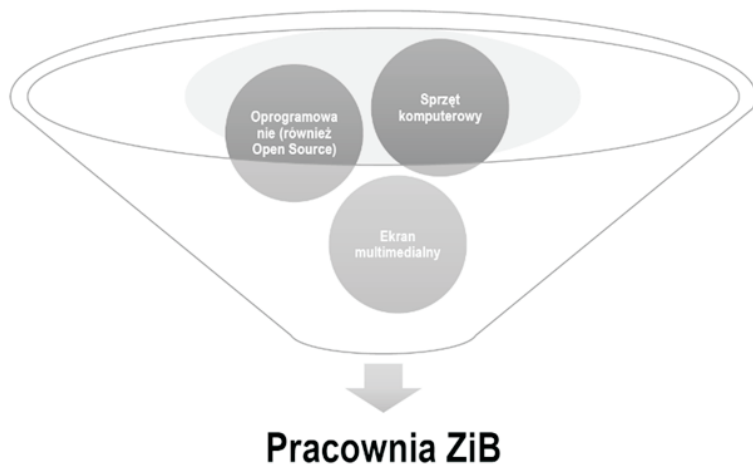 Sprzęt
komputerowy
Oprogramowa
nie (również
Open Source)
Ekran
multimedialny
Pracownia ZiB